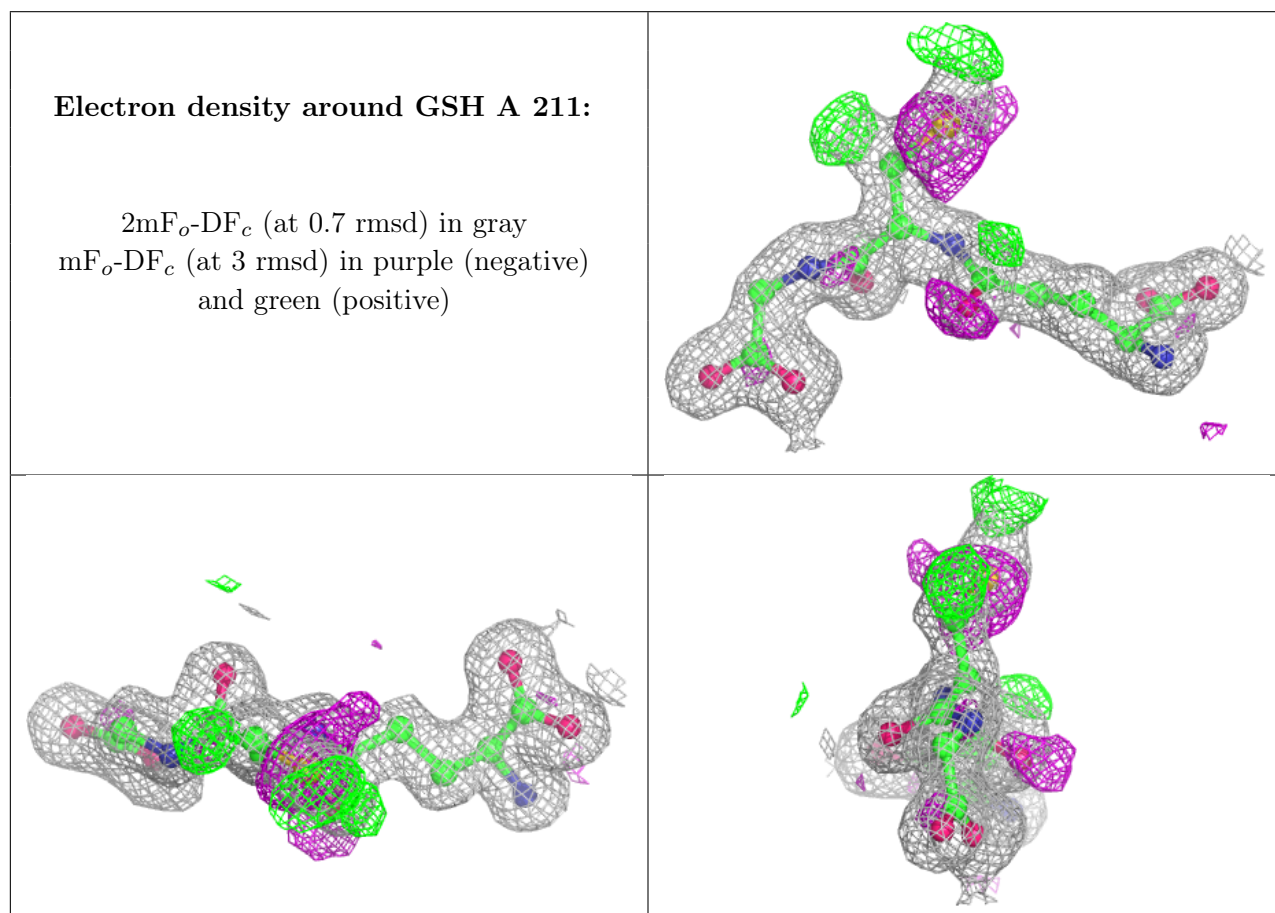 Electron density around GSH A 211:
2mFo-DFc (at 0.7 rmsd) in gray
mFo-DFc (at 3 rmsd) in purple (negative)
and green (positive)